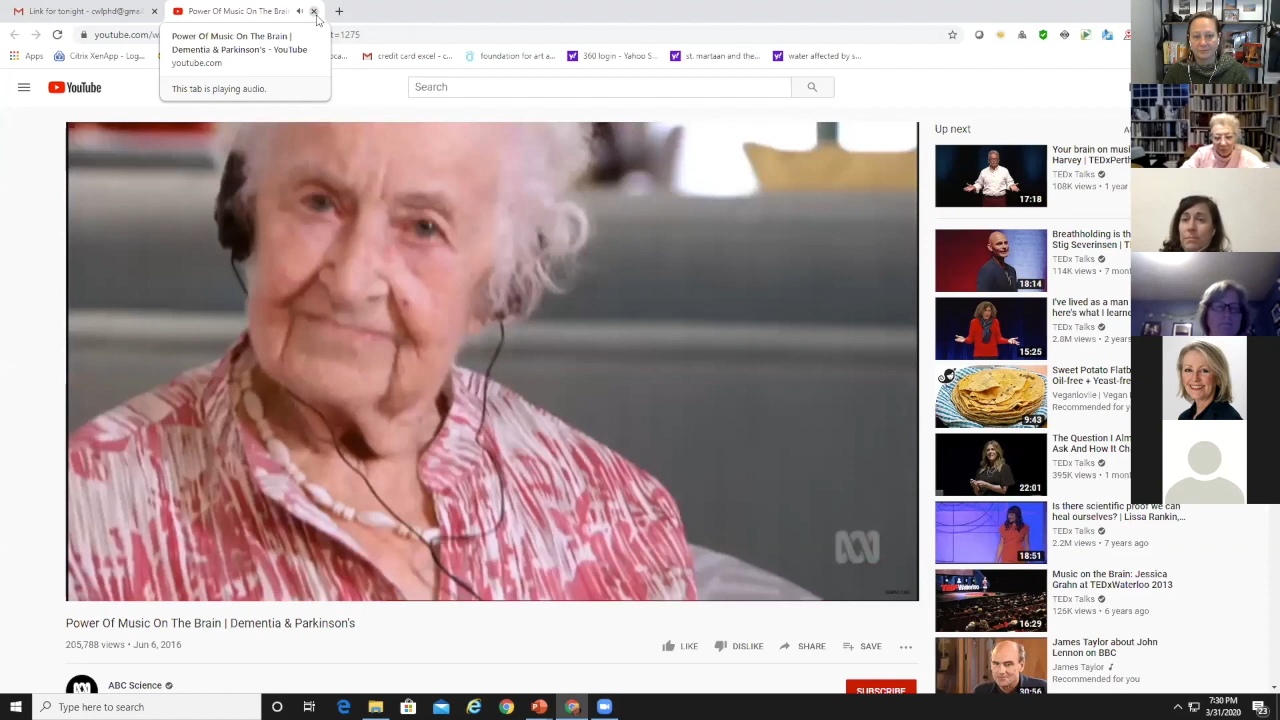 Link for tonight - cwlphd@gmai
Power Of Music On The Brain
youtube.com/w
=1275
Power Of Music On The Brain |
Dementia & Parkinson's - YouTube
youtube.com
This tab is playing audio.
Apps
Citrix XenApp - Log
credit card excel - c...
foundation for art a...
360 login - Yahoo S...
st. martaan and the...
water affected by s...
YouTube
Search
Up next
Your brain on musi
Harvey | TEDxPerth
TEDx Talks
108K views • 1 year
17:18
Breathholding is th
Stig Severinsen | T
TEDx Talks
114K views • 7 mont
18:14
I've lived as a man
here's what I learne
TEDx Talks
2.8M views • 2 years
15:25
Sweet Potato Flatb
Oil-free + Yeast-fre
Veganlovlie | Vegan
Recommended for y
9:43
The Question I Alm
Ask And How It Ch
TEDx Talks
395K views • 1 mont
22:01
Is there scientific proof we can
heal ourselves? | Lissa Rankin,...
TEDx Talks
2.2M views • 7 years ago
18:51
Music on the Brain: Jessica
Grahn at TEDxWaterloo 2013
TEDx Talks
126K views • 6 years ago
16:29
James Taylor about John
Lennon on BBC
James Taylor
Recommended for you
30:56
Power Of Music On The Brain | Dementia & Parkinson's
205,788 views • Jun 6, 2016
LIKE
DISLIKE
SHARE
SAVE
ABC Science
SUBSCRIBE
Type here to search
7:30 PM
3/31/2020
23